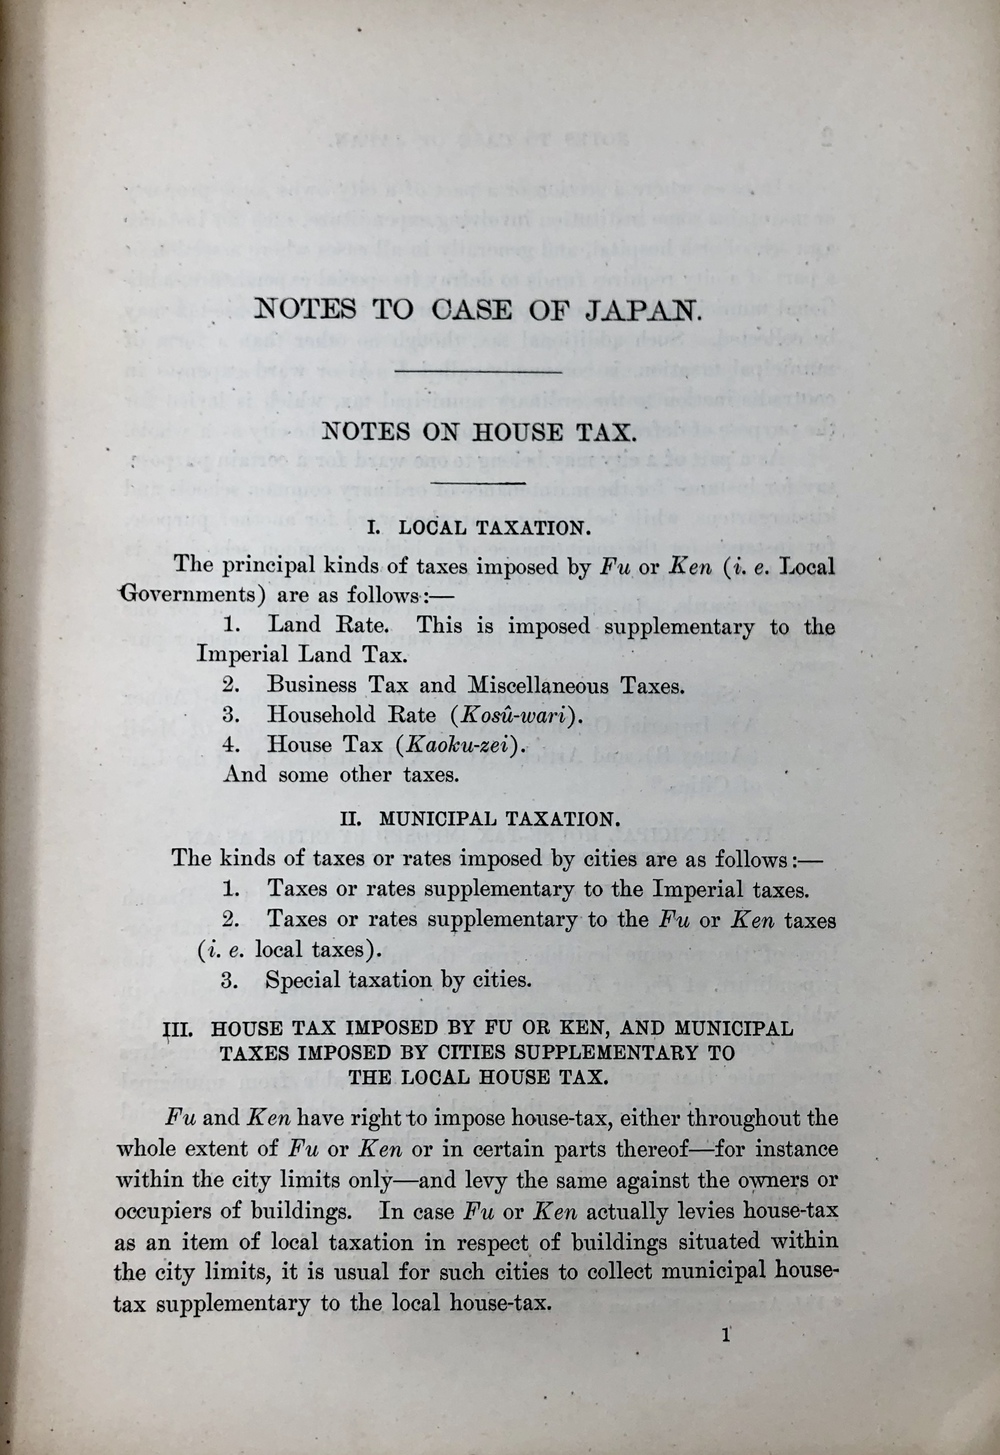 NOTES TO CASE OF JAPAN.
NOTES ON HOUSE TAX.
I. LOCAL TAXATION.
The principal kinds of taxes imposed by Fu or Ken (i. e. Local
Governments) are as follows:—
1. Land Rate. This is imposed supplementary to the
Imperial Land Tax.
2. Business Tax and Miscellaneous Taxes.
3. Household Rate (Kosû-wari).
4. House Tax (Kaoku-zei).
And some other taxes.
II. MUNICIPAL TAXATION.
The kinds of taxes or rates imposed by cities are as follows:—
1. Taxes or rates supplementary to the Imperial taxes.
2. Taxes or rates supplementary to the Fu or Ken taxes
(i. e. local taxes).
3. Special taxation by cities.
III. HOUSE TAX IMPOSED BY FU OR KEN, AND MUNICIPAL
TAXES IMPOSED BY CITIES SUPPLEMENTARY TO
THE LOCAL HOUSE TAX.
Fu and Ken have right to impose house-tax, either throughout the
whole extent of Fu or Ken or in certain parts thereof—for instance
within the city limits only—and levy the same against the owners or
occupiers of buildings. In case Fu or Ken actually levies house-tax
as an item of local taxation in respect of buildings situated within
the city limits, it is usual for such cities to collect municipal house-
tax supplementary to the local house-tax.
1